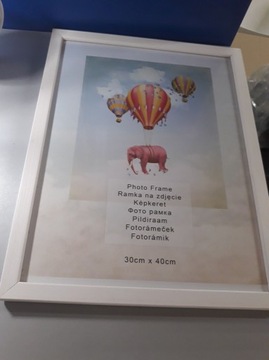 Photo Frame
Ramka na zdjęcie
Képkeret
Фото рамка
Pildiraam
Fotorámeček
Fotorámik
30cm x 40cm